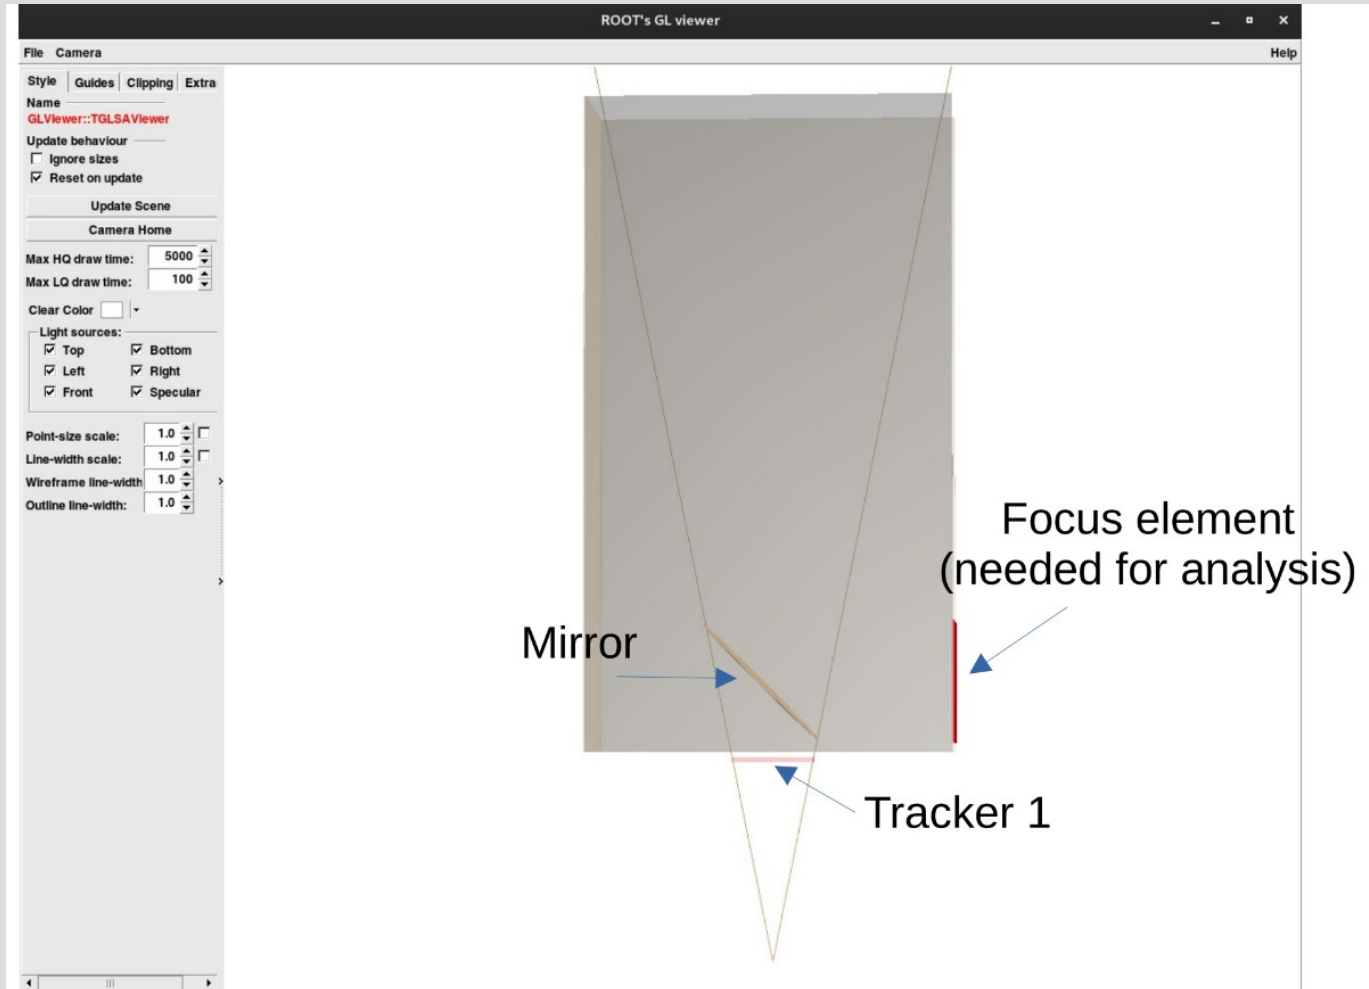 ROOT's GL viewer
File Camera Help
Style Guides Clipping Extra
Name
GLViewer::TGLSAViewer
Update behaviour
Ignore sizes
Reset on update
Update Scene
Camera Home
Max HQ draw time: 5000
Max LQ draw time: 100
Clear Color
Light sources:
Top Bottom
Left Right
Front Specular
Point-size scale: 1.0
Line-width scale: 1.0
Wireframe line-width 1.0
Outline line-width: 1.0
Focus element
(needed for analysis)
Mirror
Tracker 1